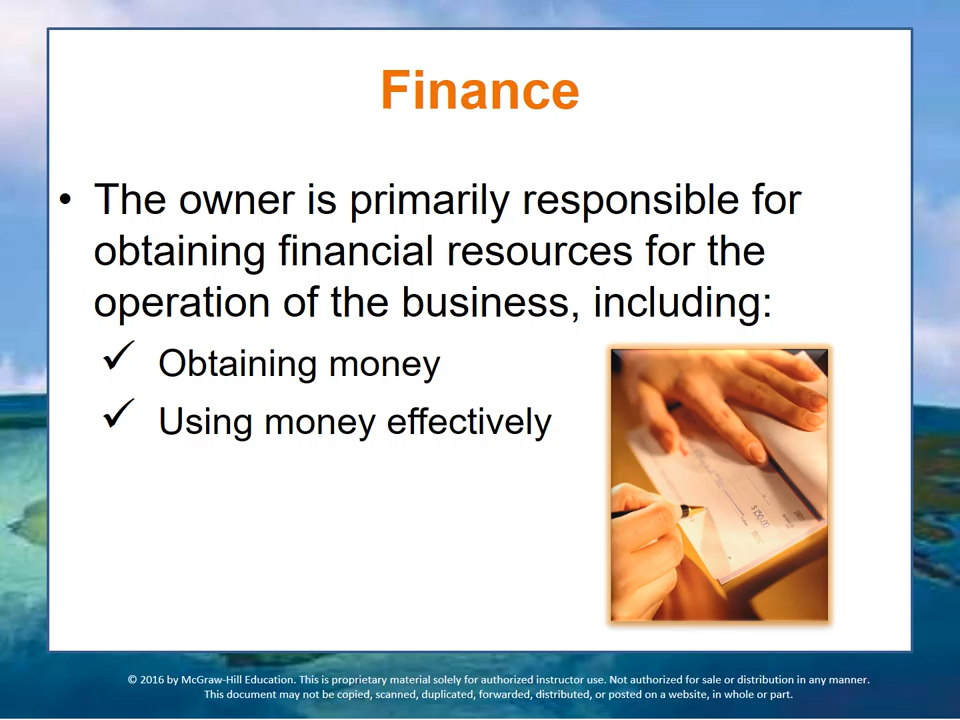 Finance
• The owner is primarily responsible for
obtaining financial resources for the
operation of the business, including:
✓ Obtaining money
✓ Using money effectively
$150.00
© 2016 by McGraw-Hill Education. This is proprietary material solely for authorized instructor use. Not authorized for sale or distribution in any manner.
This document may not be copied, scanned, duplicated, forwarded, distributed, or posted on a website, in whole or part.